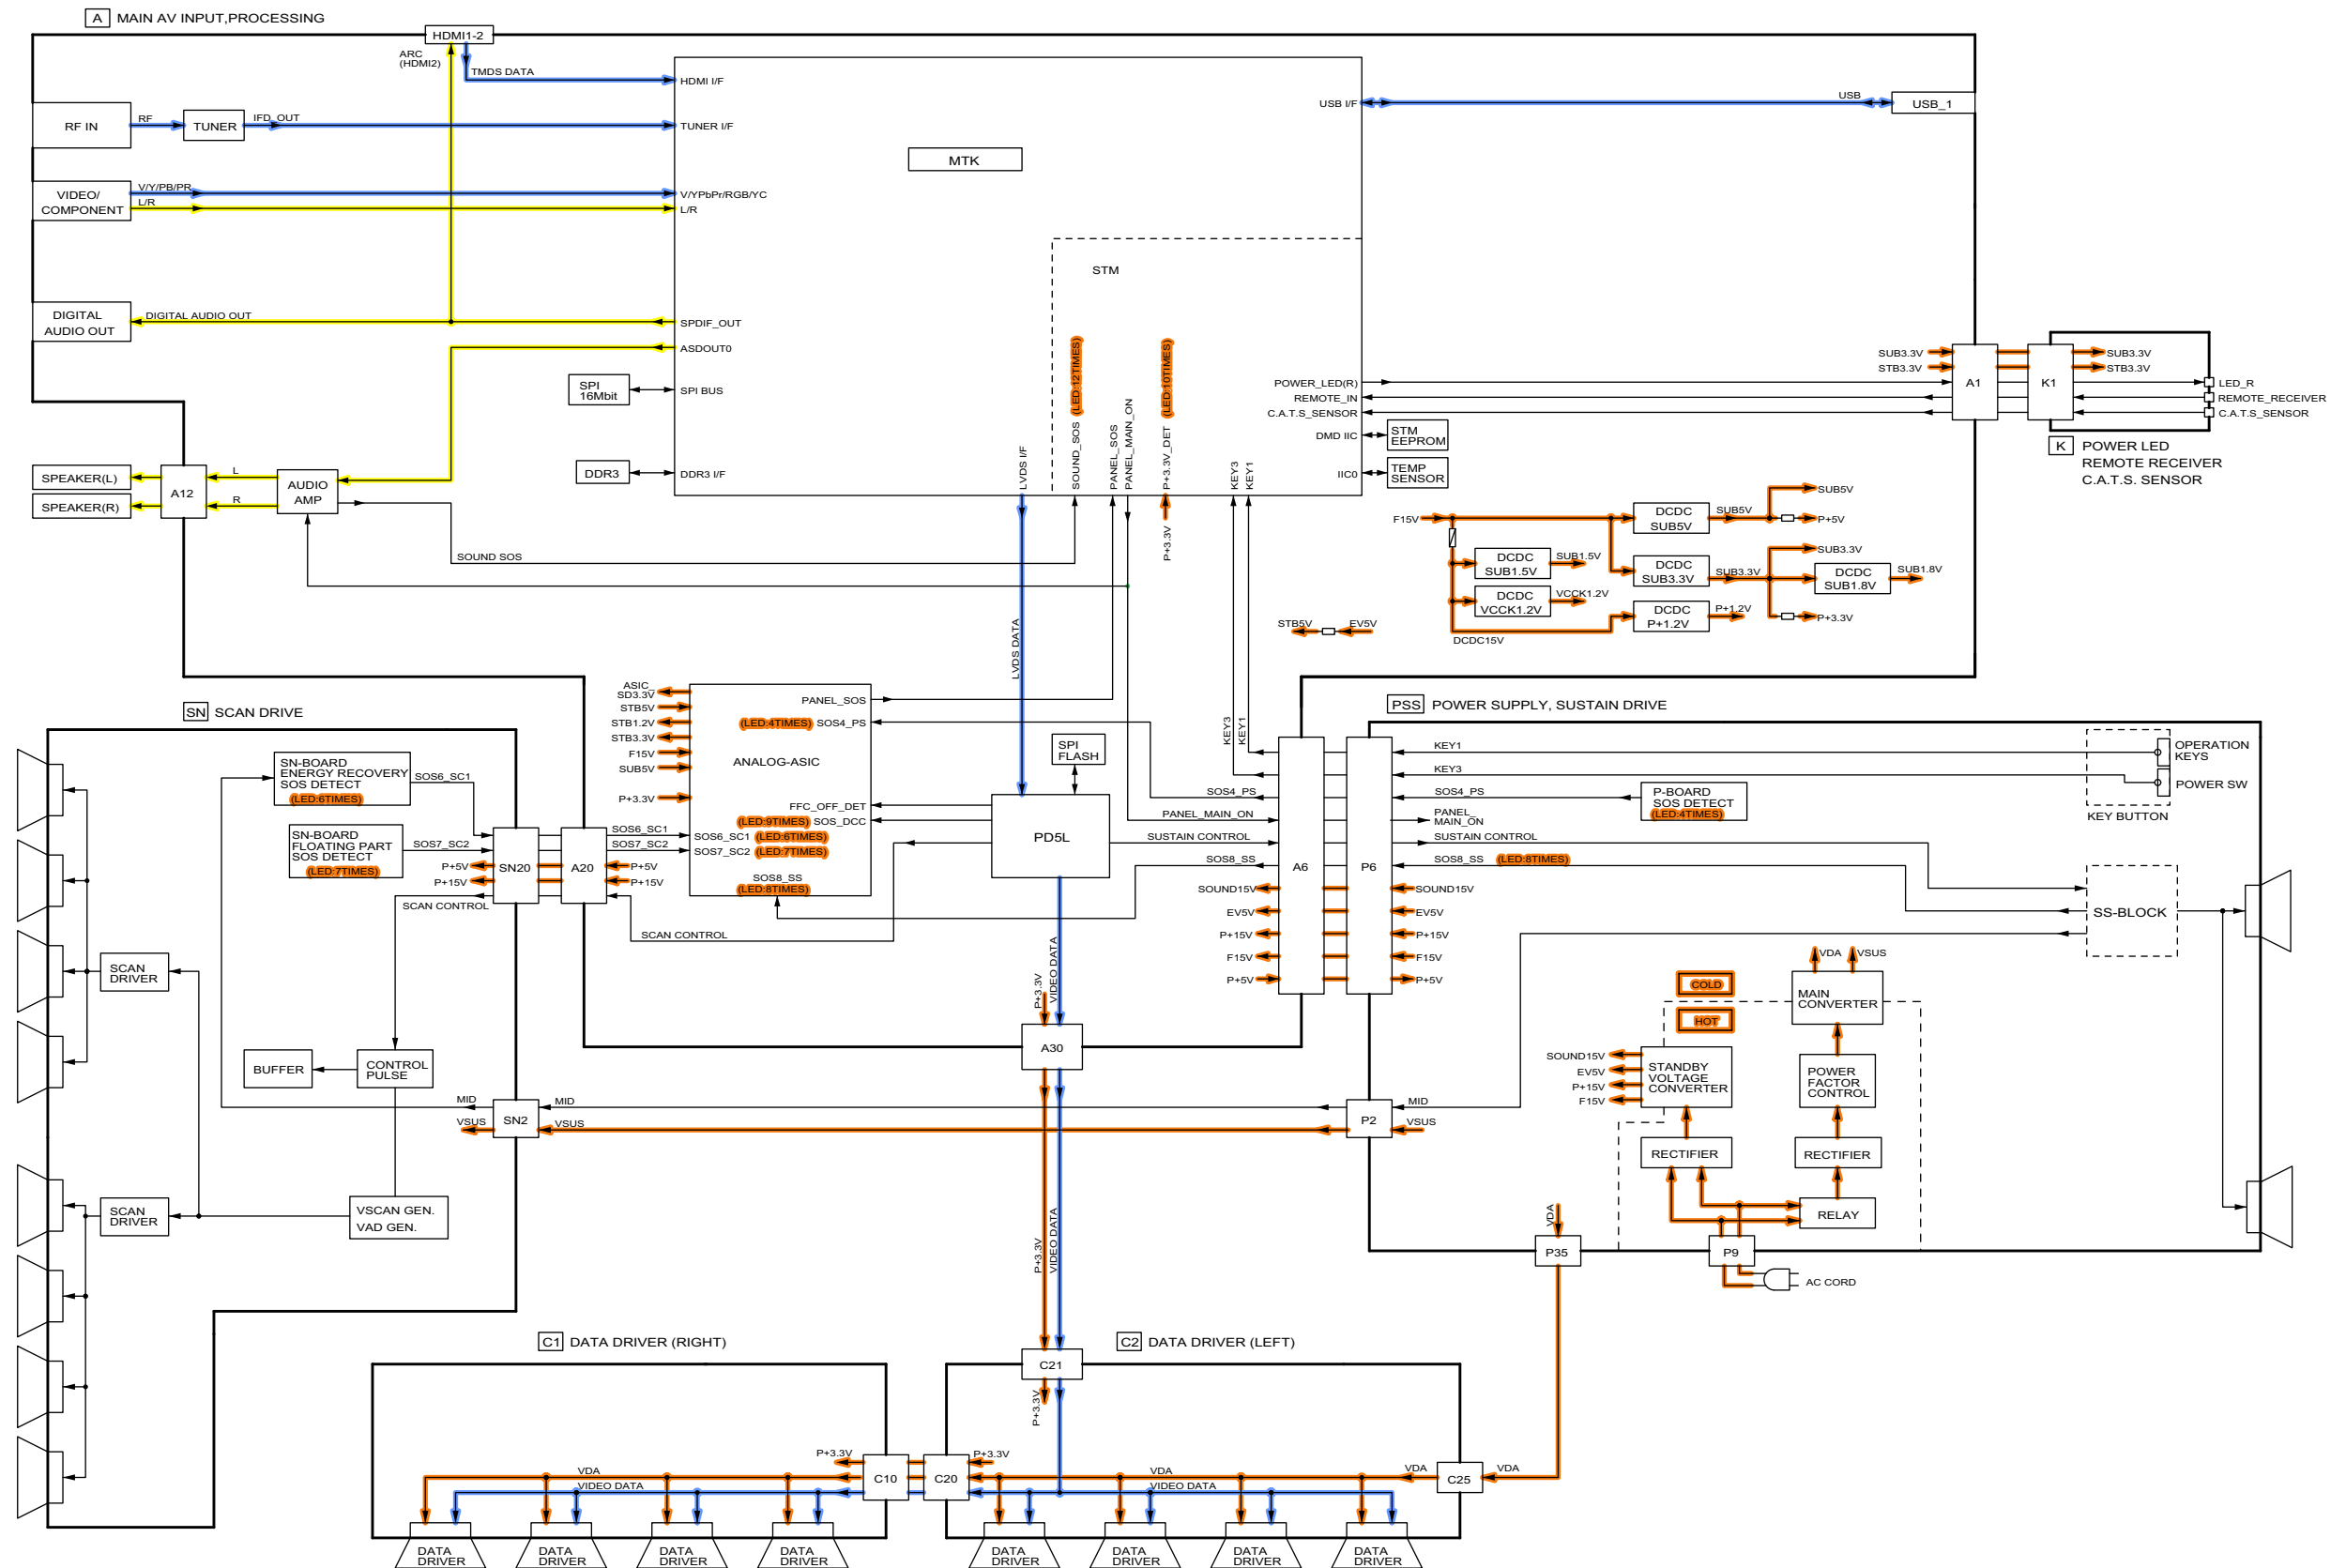 A MAIN AV INPUT,PROCESSING
HDMI1-2
ARC
(HDMI2)
TMDS DATA
HDMI I/F
USB I/F
USB
USB_1
RF IN
RF
TUNER
IFD_OUT
TUNER I/F
MTK
VIDEO/
COMPONENT
V/Y/PB/PR
L/R
V/YPbPr/RGB/YC
L/R
STM
DIGITAL
AUDIO OUT
DIGITAL AUDIO OUT
SPDIF_OUT
ASDOUT0
SPI
16Mbit
SPI BUS
DDR3
DDR3 I/F
LVDS I/F
SOUND_SOS (LED:12TIMES)
PANEL_SOS
PANEL_MAIN_ON
P+3.3V_DET (LED:10TIMES)
P+3.3V
KEY3
KEY1
POWER_LED(R)
REMOTE_IN
C.A.T.S_SENSOR
DMD IIC
IIC0
STM
EEPROM
TEMP
SENSOR
SUB3.3V
STB3.3V
A1
K1
SUB3.3V
STB3.3V
LED_R
REMOTE_RECEIVER
C.A.T.S_SENSOR
K POWER LED
REMOTE RECEIVER
C.A.T.S. SENSOR
SPEAKER(L)
SPEAKER(R)
A12
L
R
AUDIO
AMP
SOUND SOS
LVDS DATA
F15V
DCDC
SUB5V
SUB5V
SUB5V
P+5V
DCDC
SUB1.5V
SUB1.5V
DCDC
SUB3.3V
SUB3.3V
SUB3.3V
DCDC
SUB1.8V
SUB1.8V
DCDC
VCCK1.2V
VCCK1.2V
DCDC
P+1.2V
P+1.2V
P+3.3V
DCDC15V
STB5V
EV5V
SN SCAN DRIVE
SN-BOARD
ENERGY RECOVERY
SOS DETECT
(LED:6TIMES)
SOS6_SC1
SN-BOARD
FLOATING PART
SOS DETECT
(LED:7TIMES)
SOS7_SC2
P+5V
P+15V
SCAN CONTROL
SN20
A20
SOS6_SC1
SOS7_SC2
P+5V
P+15V
SCAN CONTROL
ASIC_
SD3.3V
STB5V
STB1.2V
STB3.3V
F15V
SUB5V
P+3.3V
PANEL_SOS
(LED:4TIMES) SOS4_PS
ANALOG-ASIC
FFC_OFF_DET
(LED:9TIMES) SOS_DCC
SOS6_SC1 (LED:6TIMES)
SOS7_SC2 (LED:7TIMES)
SOS8_SS
(LED:8TIMES)
SPI
FLASH
PD5L
KEY3
KEY1
SOS4_PS
PANEL_MAIN_ON
SUSTAIN CONTROL
SOS8_SS
SOUND15V
EV5V
P+15V
F15V
P+5V
A6
P6
PSS POWER SUPPLY, SUSTAIN DRIVE
KEY1
KEY3
SOS4_PS
PANEL_
MAIN_ON
SUSTAIN CONTROL
SOS8_SS (LED:8TIMES)
SOUND15V
EV5V
P+15V
F15V
P+5V
P-BOARD
SOS DETECT
(LED:4TIMES)
OPERATION
KEYS
POWER SW
KEY BUTTON
SS-BLOCK
COLD
HOT
VDA
VSUS
MAIN
CONVERTER
SOUND15V
EV5V
P+15V
F15V
STANDBY
VOLTAGE
CONVERTER
POWER
FACTOR
CONTROL
RECTIFIER
RECTIFIER
RELAY
VDA
P35
P9
AC CORD
SCAN
DRIVER
BUFFER
CONTROL
PULSE
MID
VSUS
SN2
MID
VSUS
P2
MID
VSUS
SCAN
DRIVER
VSCAN GEN.
VAD GEN.
P+3.3V
VIDEO DATA
A30
P+3.3V
VIDEO DATA
C1 DATA DRIVER (RIGHT)
C2 DATA DRIVER (LEFT)
C21
P+3.3V
P+3.3V
C10
C20
P+3.3V
VDA
VIDEO DATA
VDA
VIDEO DATA
VDA
C25
VDA
DATA
DRIVER
DATA
DRIVER
DATA
DRIVER
DATA
DRIVER
DATA
DRIVER
DATA
DRIVER
DATA
DRIVER
DATA
DRIVER